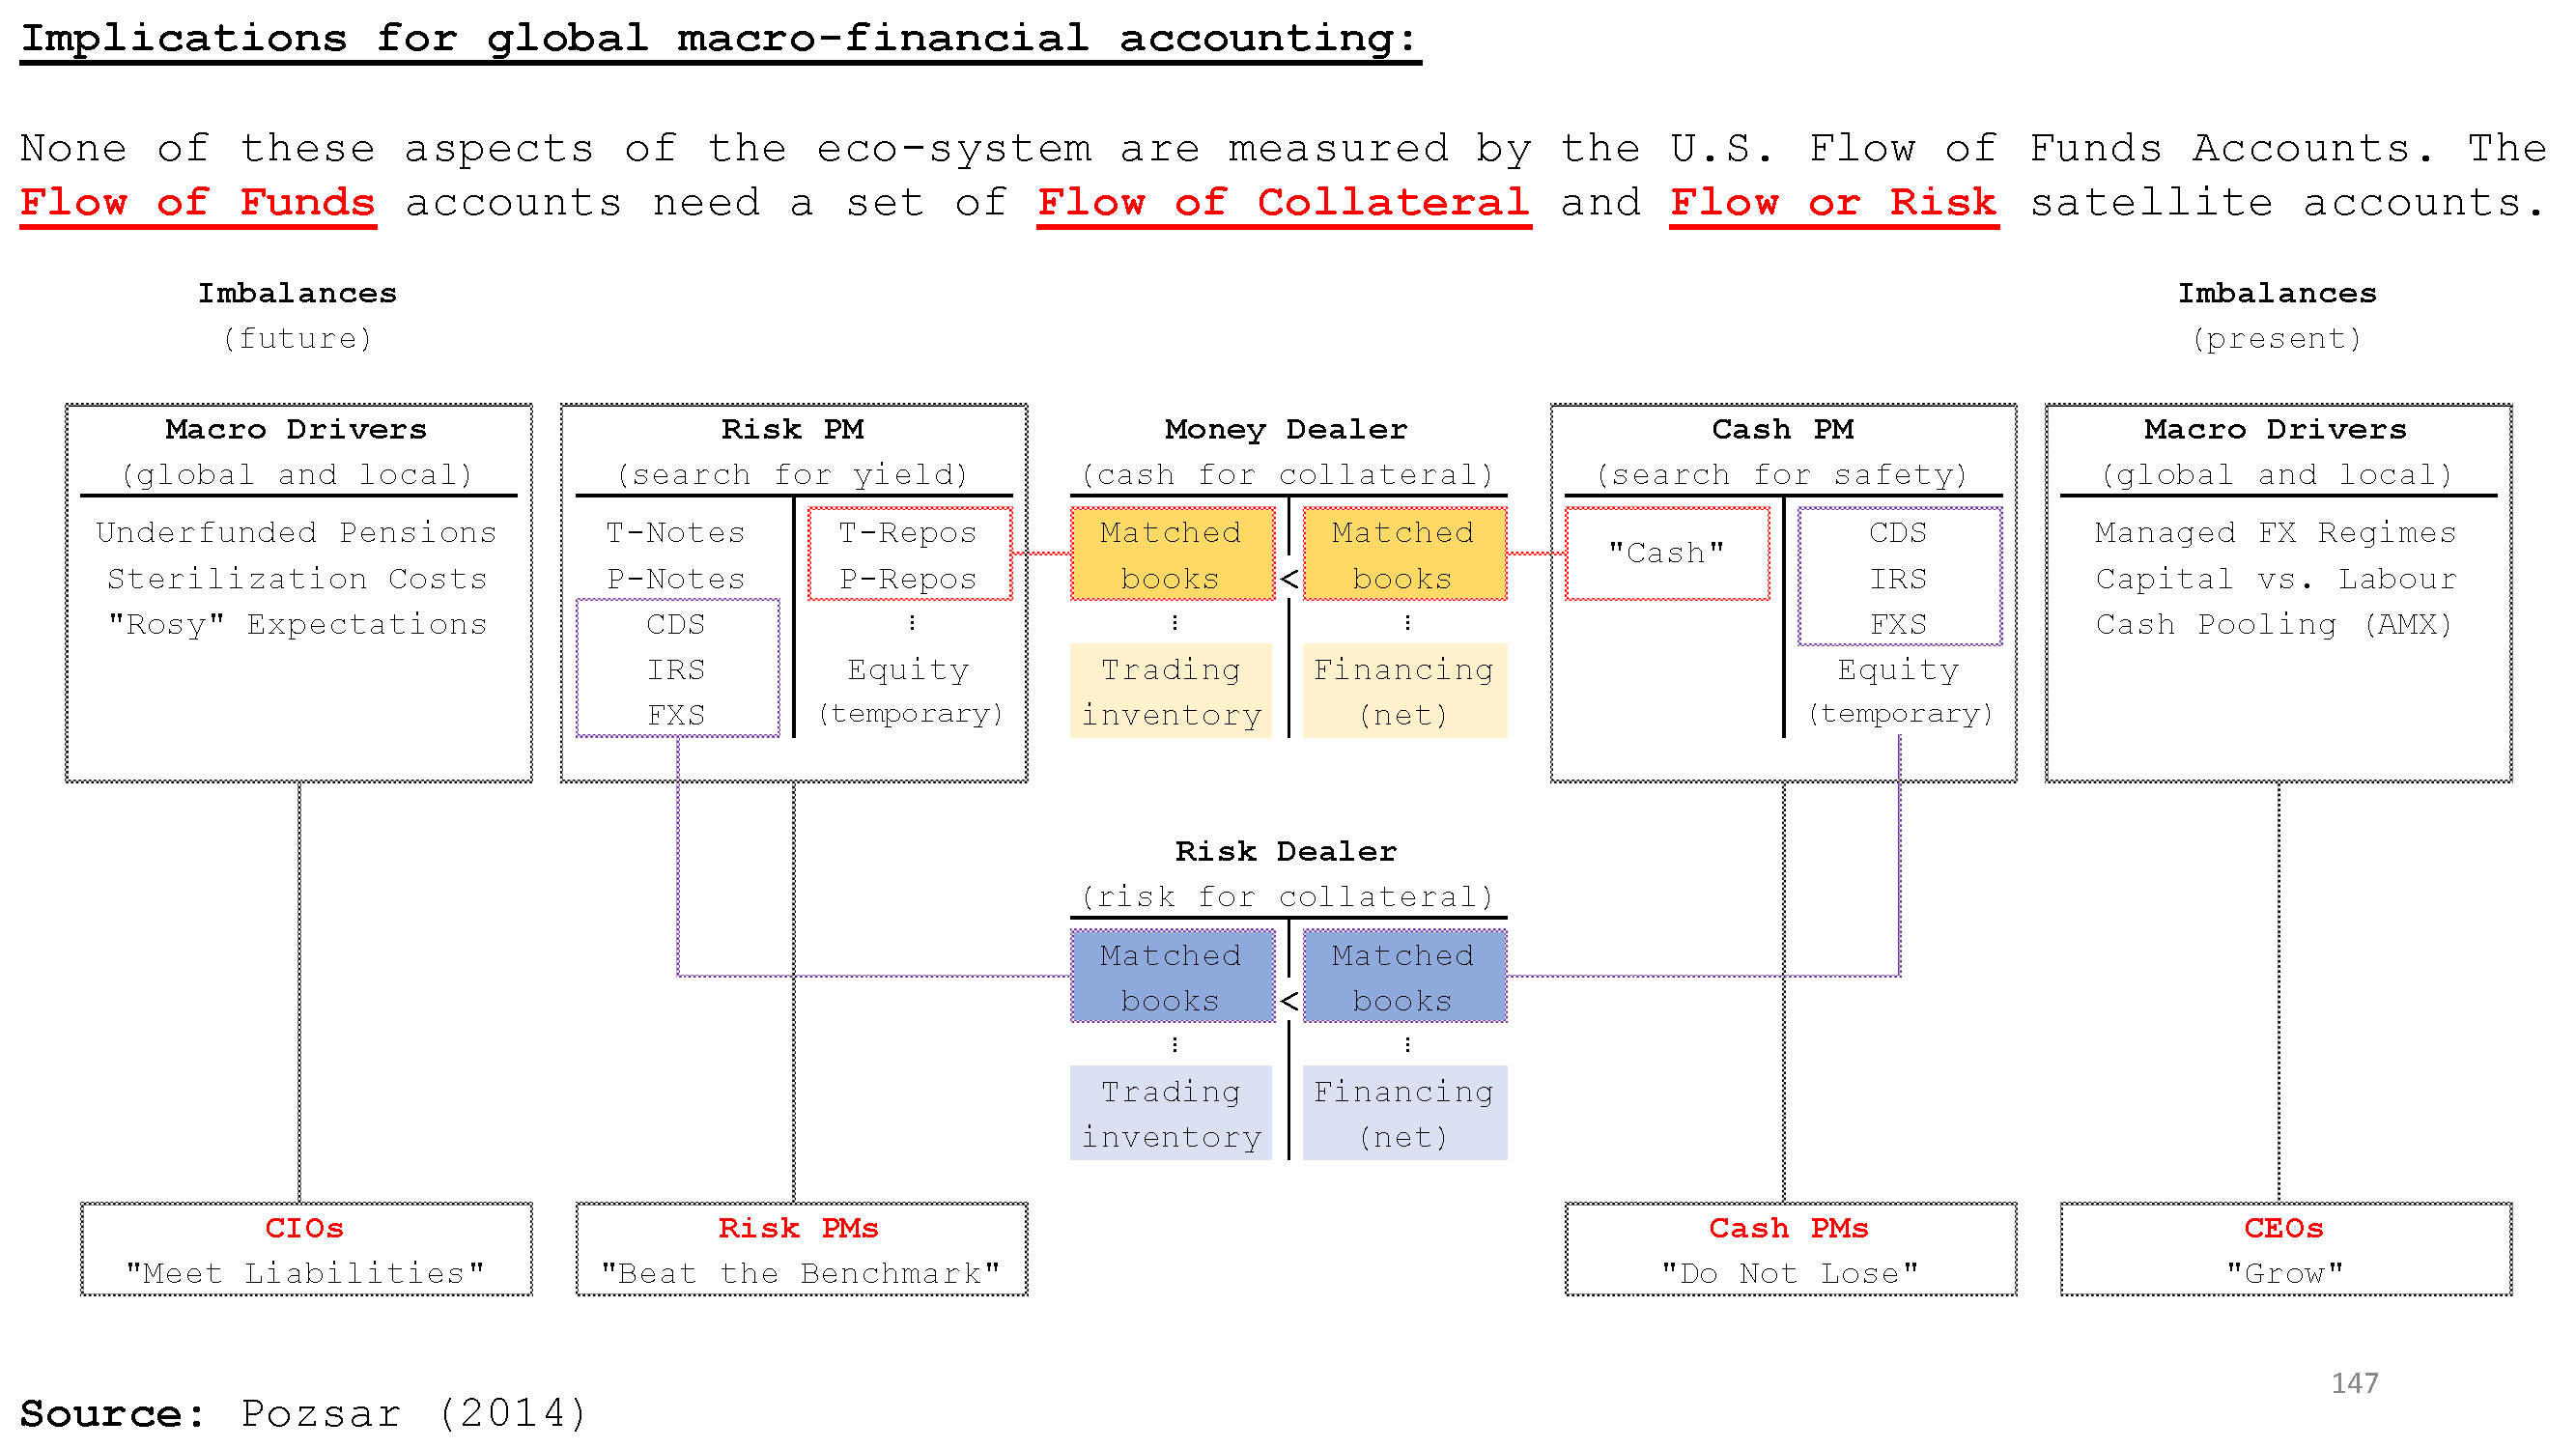 Implications for global macro-financial accounting:
None of these aspects of the eco-system are measured by the U.S. Flow of Funds Accounts. The
Flow of Funds accounts need a set of Flow of Collateral and Flow or Risk satellite accounts.
Imbalances
(future)
Imbalances
(present)
Macro Drivers
(global and local)
Underfunded Pensions
Sterilization Costs
"Rosy" Expectations
Risk PM
(search for yield)
T-Notes
P-Notes
CDS
IRS
FXS
T-Repos
P-Repos
⋮
Equity
(temporary)
Money Dealer
(cash for collateral)
Matched
books
⋮
Trading
inventory
<
Matched
books
⋮
Financing
(net)
Cash PM
(search for safety)
"Cash"
CDS
IRS
FXS
Equity
(temporary)
Macro Drivers
(global and local)
Managed FX Regimes
Capital vs. Labour
Cash Pooling (AMX)
Risk Dealer
(risk for collateral)
Matched
books
⋮
Trading
inventory
<
Matched
books
⋮
Financing
(net)
CIOs
"Meet Liabilities"
Risk PMs
"Beat the Benchmark"
Cash PMs
"Do Not Lose"
CEOs
"Grow"
147
Source: Pozsar (2014)